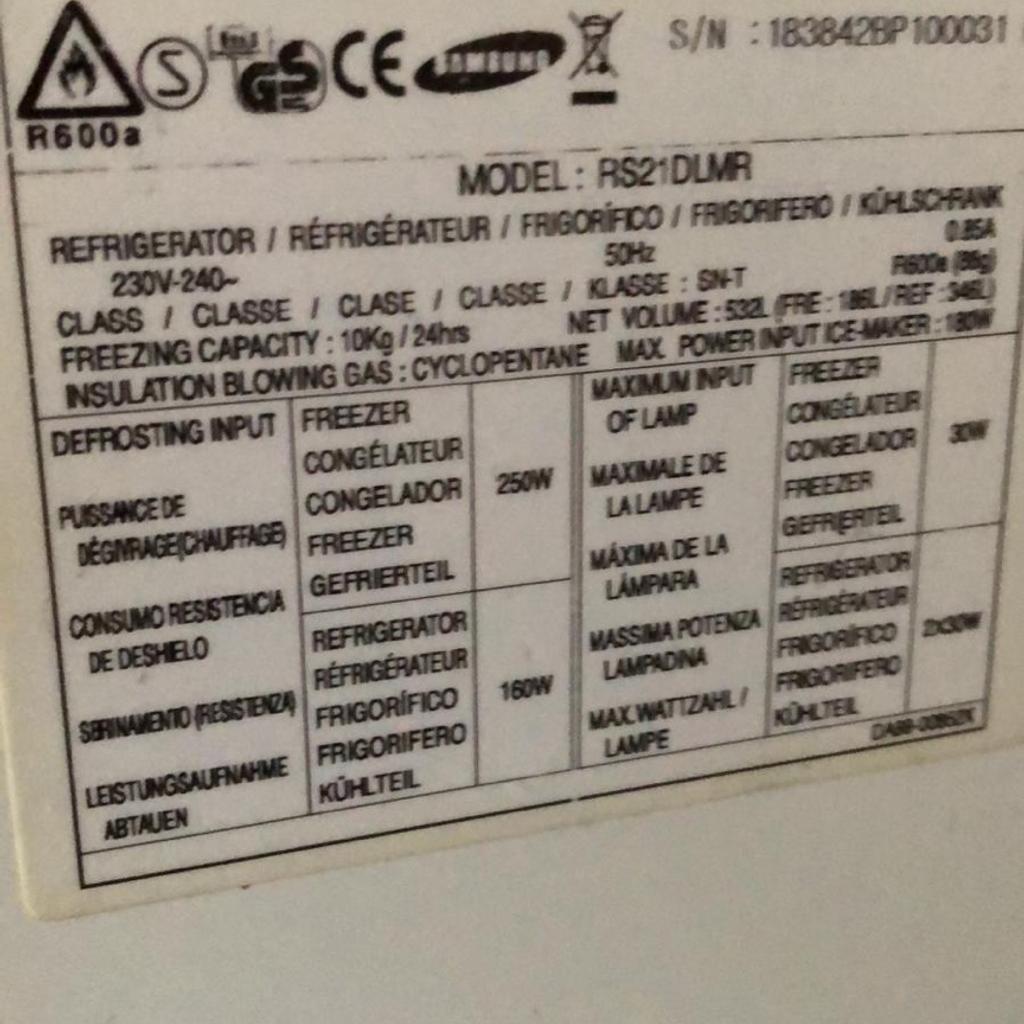 S/N : 183842BP100031
S
GS
CE
SAMSUNG
R600a
MODEL : RS21DLMR
REFRIGERATOR / RÉFRIGÉRATEUR / FRIGORÍFICO / FRIGORIFERO / KÜHLSCHRANK
230V-240~ 50Hz 0.85A
CLASS / CLASSE / CLASE / CLASSE / KLASSE : SN-T R600a
FREEZING CAPACITY : 10Kg / 24hrs NET VOLUME : 532L (FRE : 186L / REF : 346L)
INSULATION BLOWING GAS : CYCLOPENTANE MAX. POWER INPUT ICE-MAKER : 180W
DEFROSTING INPUT
PUISSANCE DE
DÉGIVRAGE(CHAUFFAGE)
CONSUMO RESISTENCIA
DE DESHIELO
SBRINAMENTO (RESISTENZA)
LEISTUNGSAUFNAHME
ABTAUEN
FREEZER
CONGÉLATEUR
CONGELADOR
FREEZER
GEFRIERTEIL
250W
REFRIGERATOR
RÉFRIGÉRATEUR
FRIGORÍFICO
FRIGORIFERO
KÜHLTEIL
160W
MAXIMUM INPUT
OF LAMP
MAXIMALE DE
LA LAMPE
MÁXIMA DE LA
LÁMPARA
MASSIMA POTENZA
LAMPADINA
MAX.WATTZAHL /
LAMPE
FREEZER
CONGÉLATEUR
CONGELADOR
FREEZER
GEFRIERTEIL
30W
REFRIGERATOR
RÉFRIGÉRATEUR
FRIGORÍFICO
FRIGORIFERO
KÜHLTEIL
2x30W